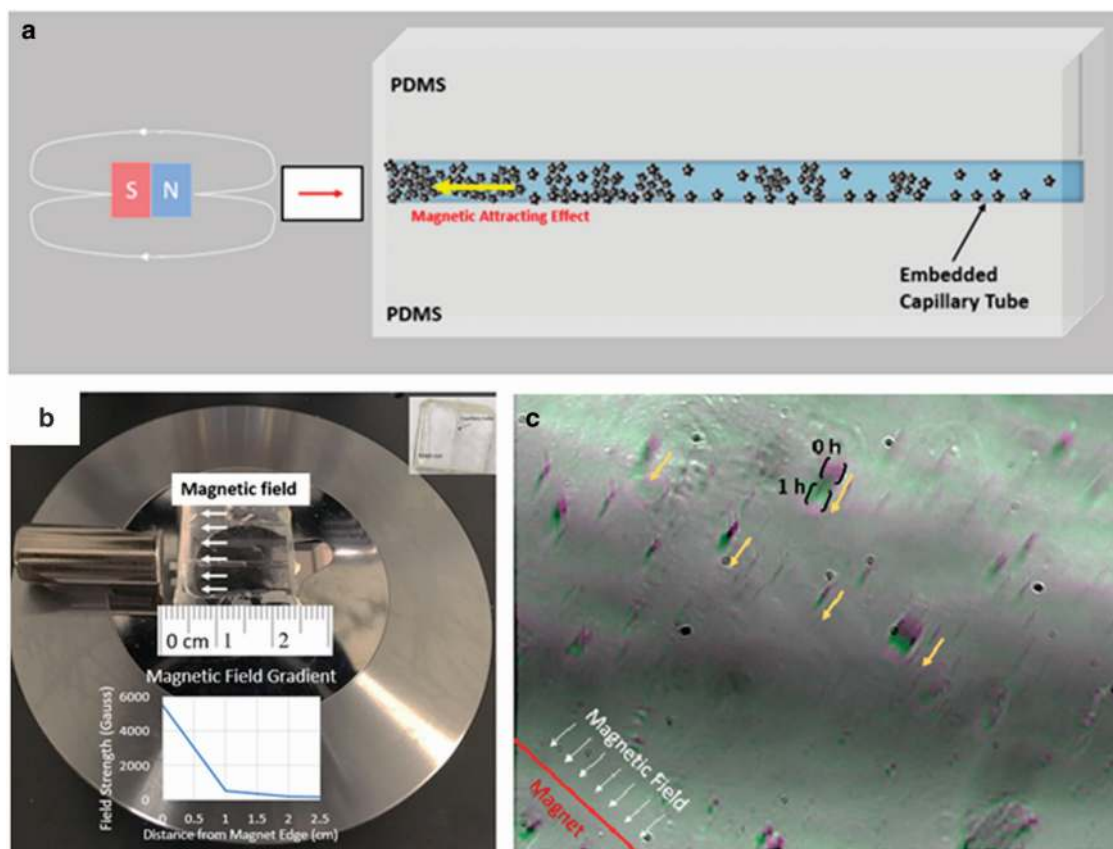 a
PDMS
S N
Magnetic Attracting Effect
Embedded
Capillary Tube
PDMS
b
Magnetic field
0 cm 1 2
Magnetic Field Gradient
Field Strength (Gauss)
6000
4000
2000
0
0 0.5 1 1.5 2 2.5
Distance from Magnet Edge (cm)
c
0 h
1 h
Magnetic Field
Magnet